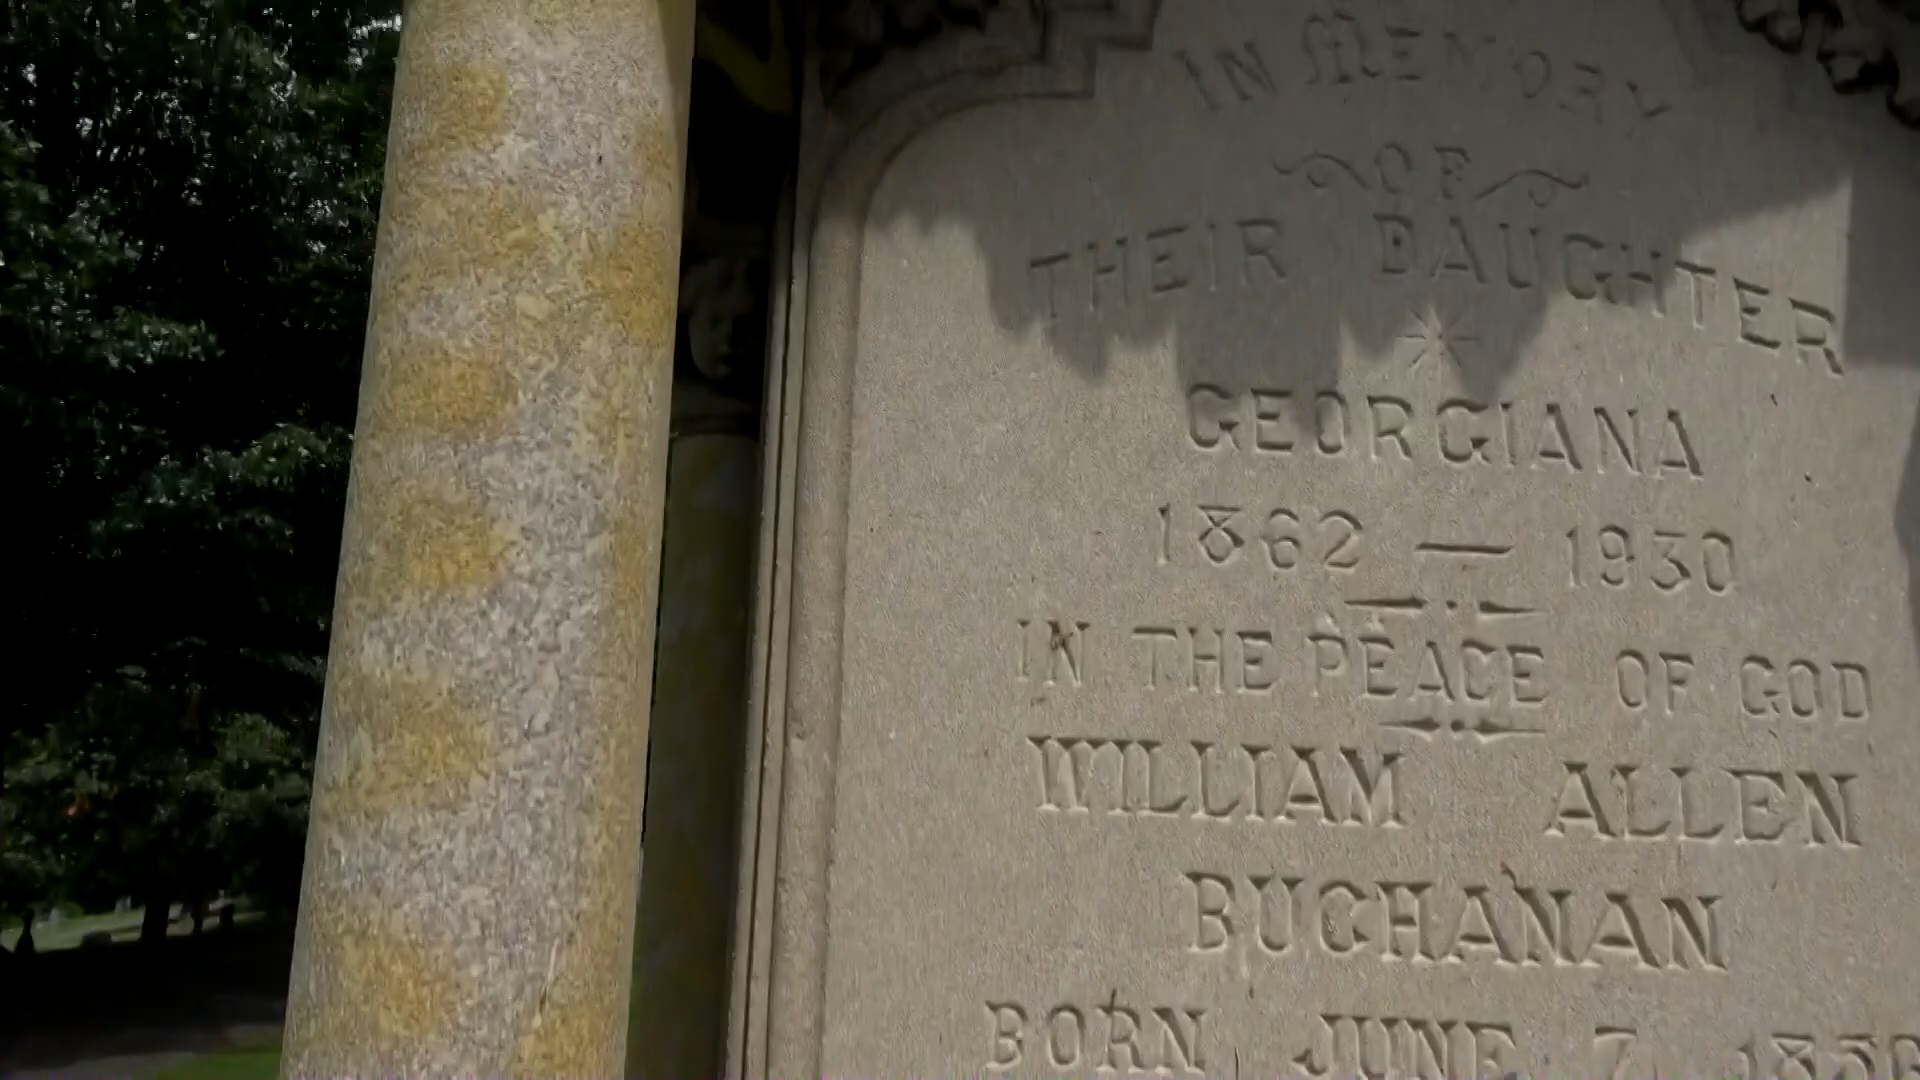 IN MEMORY
OF
THEIR DAUGHTER
GEORGIANA
1862 — 1930
IN THE PEACE OF GOD
WILLIAM ALLEN
BUCHANAN
BORN JUNE 7